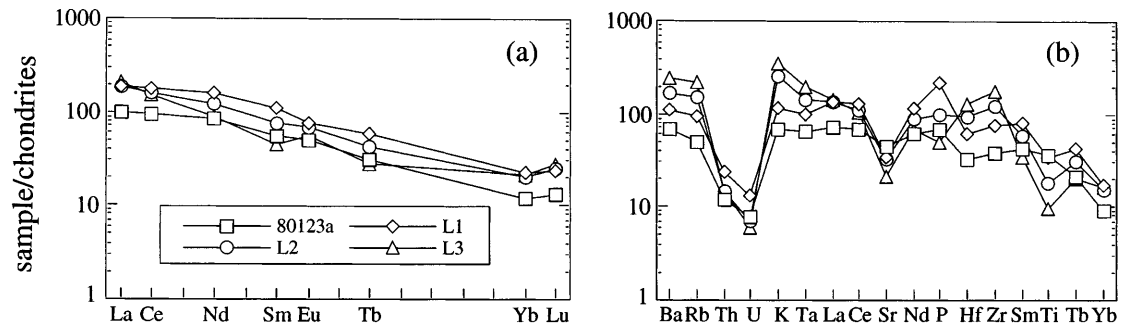 sample/chondrites
1000
100
10
1
(a)
80123a L1
L2 L3
La Ce Nd Sm Eu Tb Yb Lu
1000
100
10
1
(b)
Ba Rb Th U K Ta La Ce Sr Nd P Hf Zr Sm Ti Tb Yb